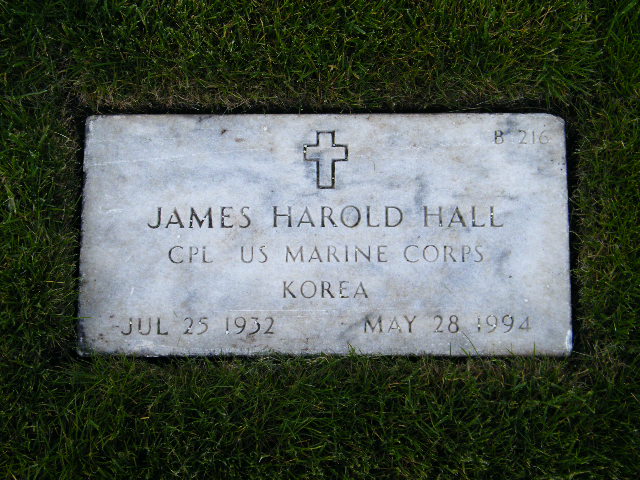 B 216
JAMES HAROLD HALL
CPL US MARINE CORPS
KOREA
JUL 25 1932 MAY 28 1994